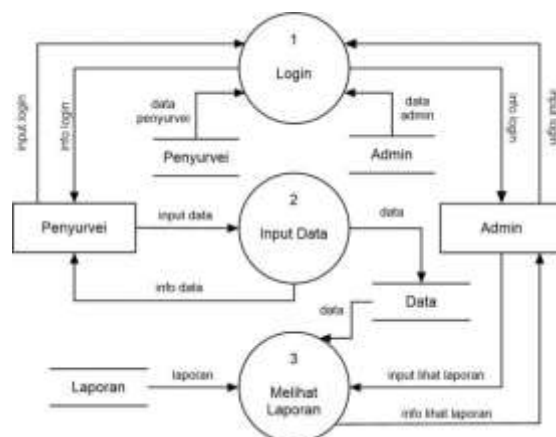 1
Login
input login
info login
data
penyurvei
data
admin
info login
input login
Penyurvei
Admin
Penyurvei
input data
2
Input Data
data
Admin
info data
data
Data
3
Melihat
Laporan
Laporan
laporan
input lihat laporan
info lihat laporan